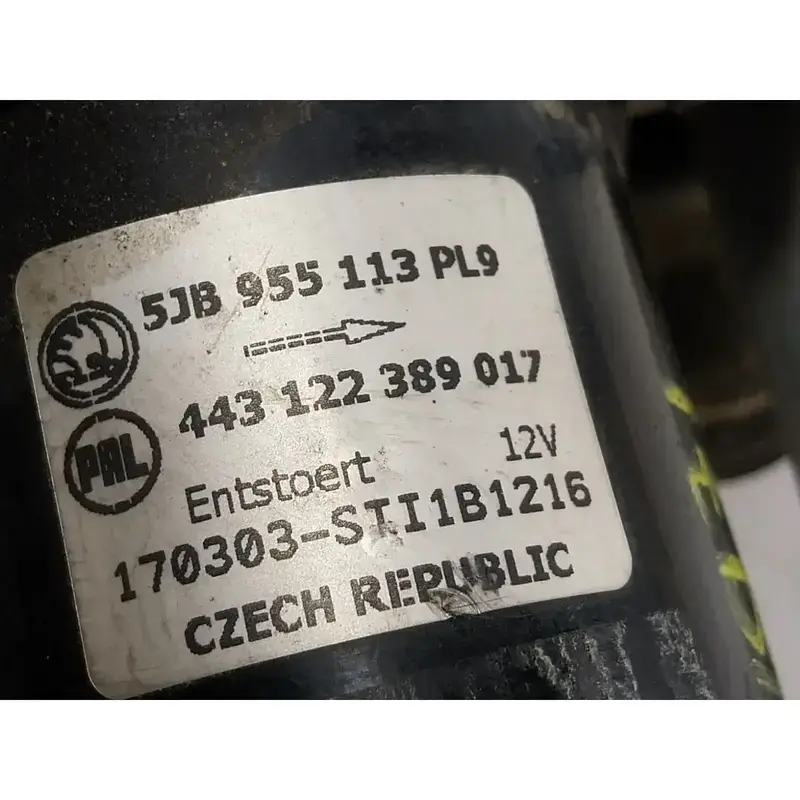 5JB 955 113 PL9
443 122 389 017
PAL
Entstoert 12V
170303-STI1B1216
CZECH REPUBLIC